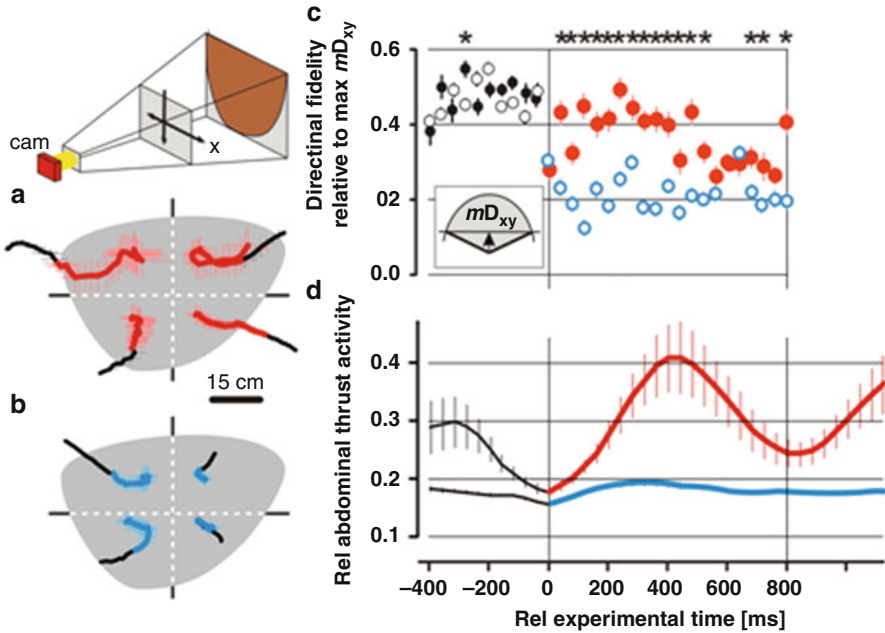 c
cam
x
a
15 cm
b
Directinal fidelity
relative to max mDxy
0.6
0.4
02
0.0
mDxy
d
Rel abdominal thrust activity
0.4
0.3
0.2
0.1
−400 −200 0 200 400 600 800
Rel experimental time [ms]